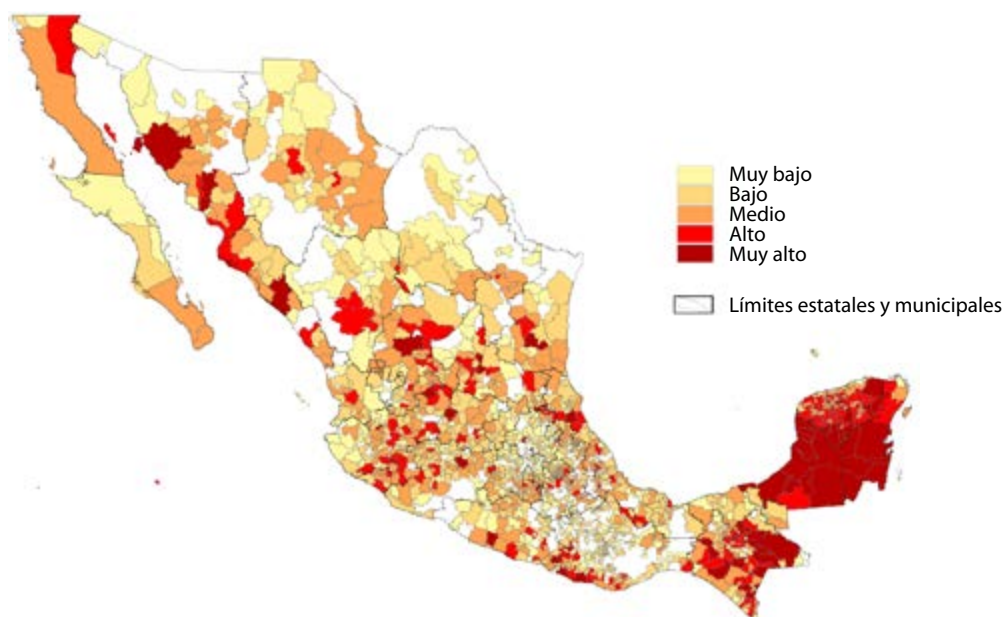 Muy bajo
Bajo
Medio
Alto
Muy alto
Límites estatales y municipales